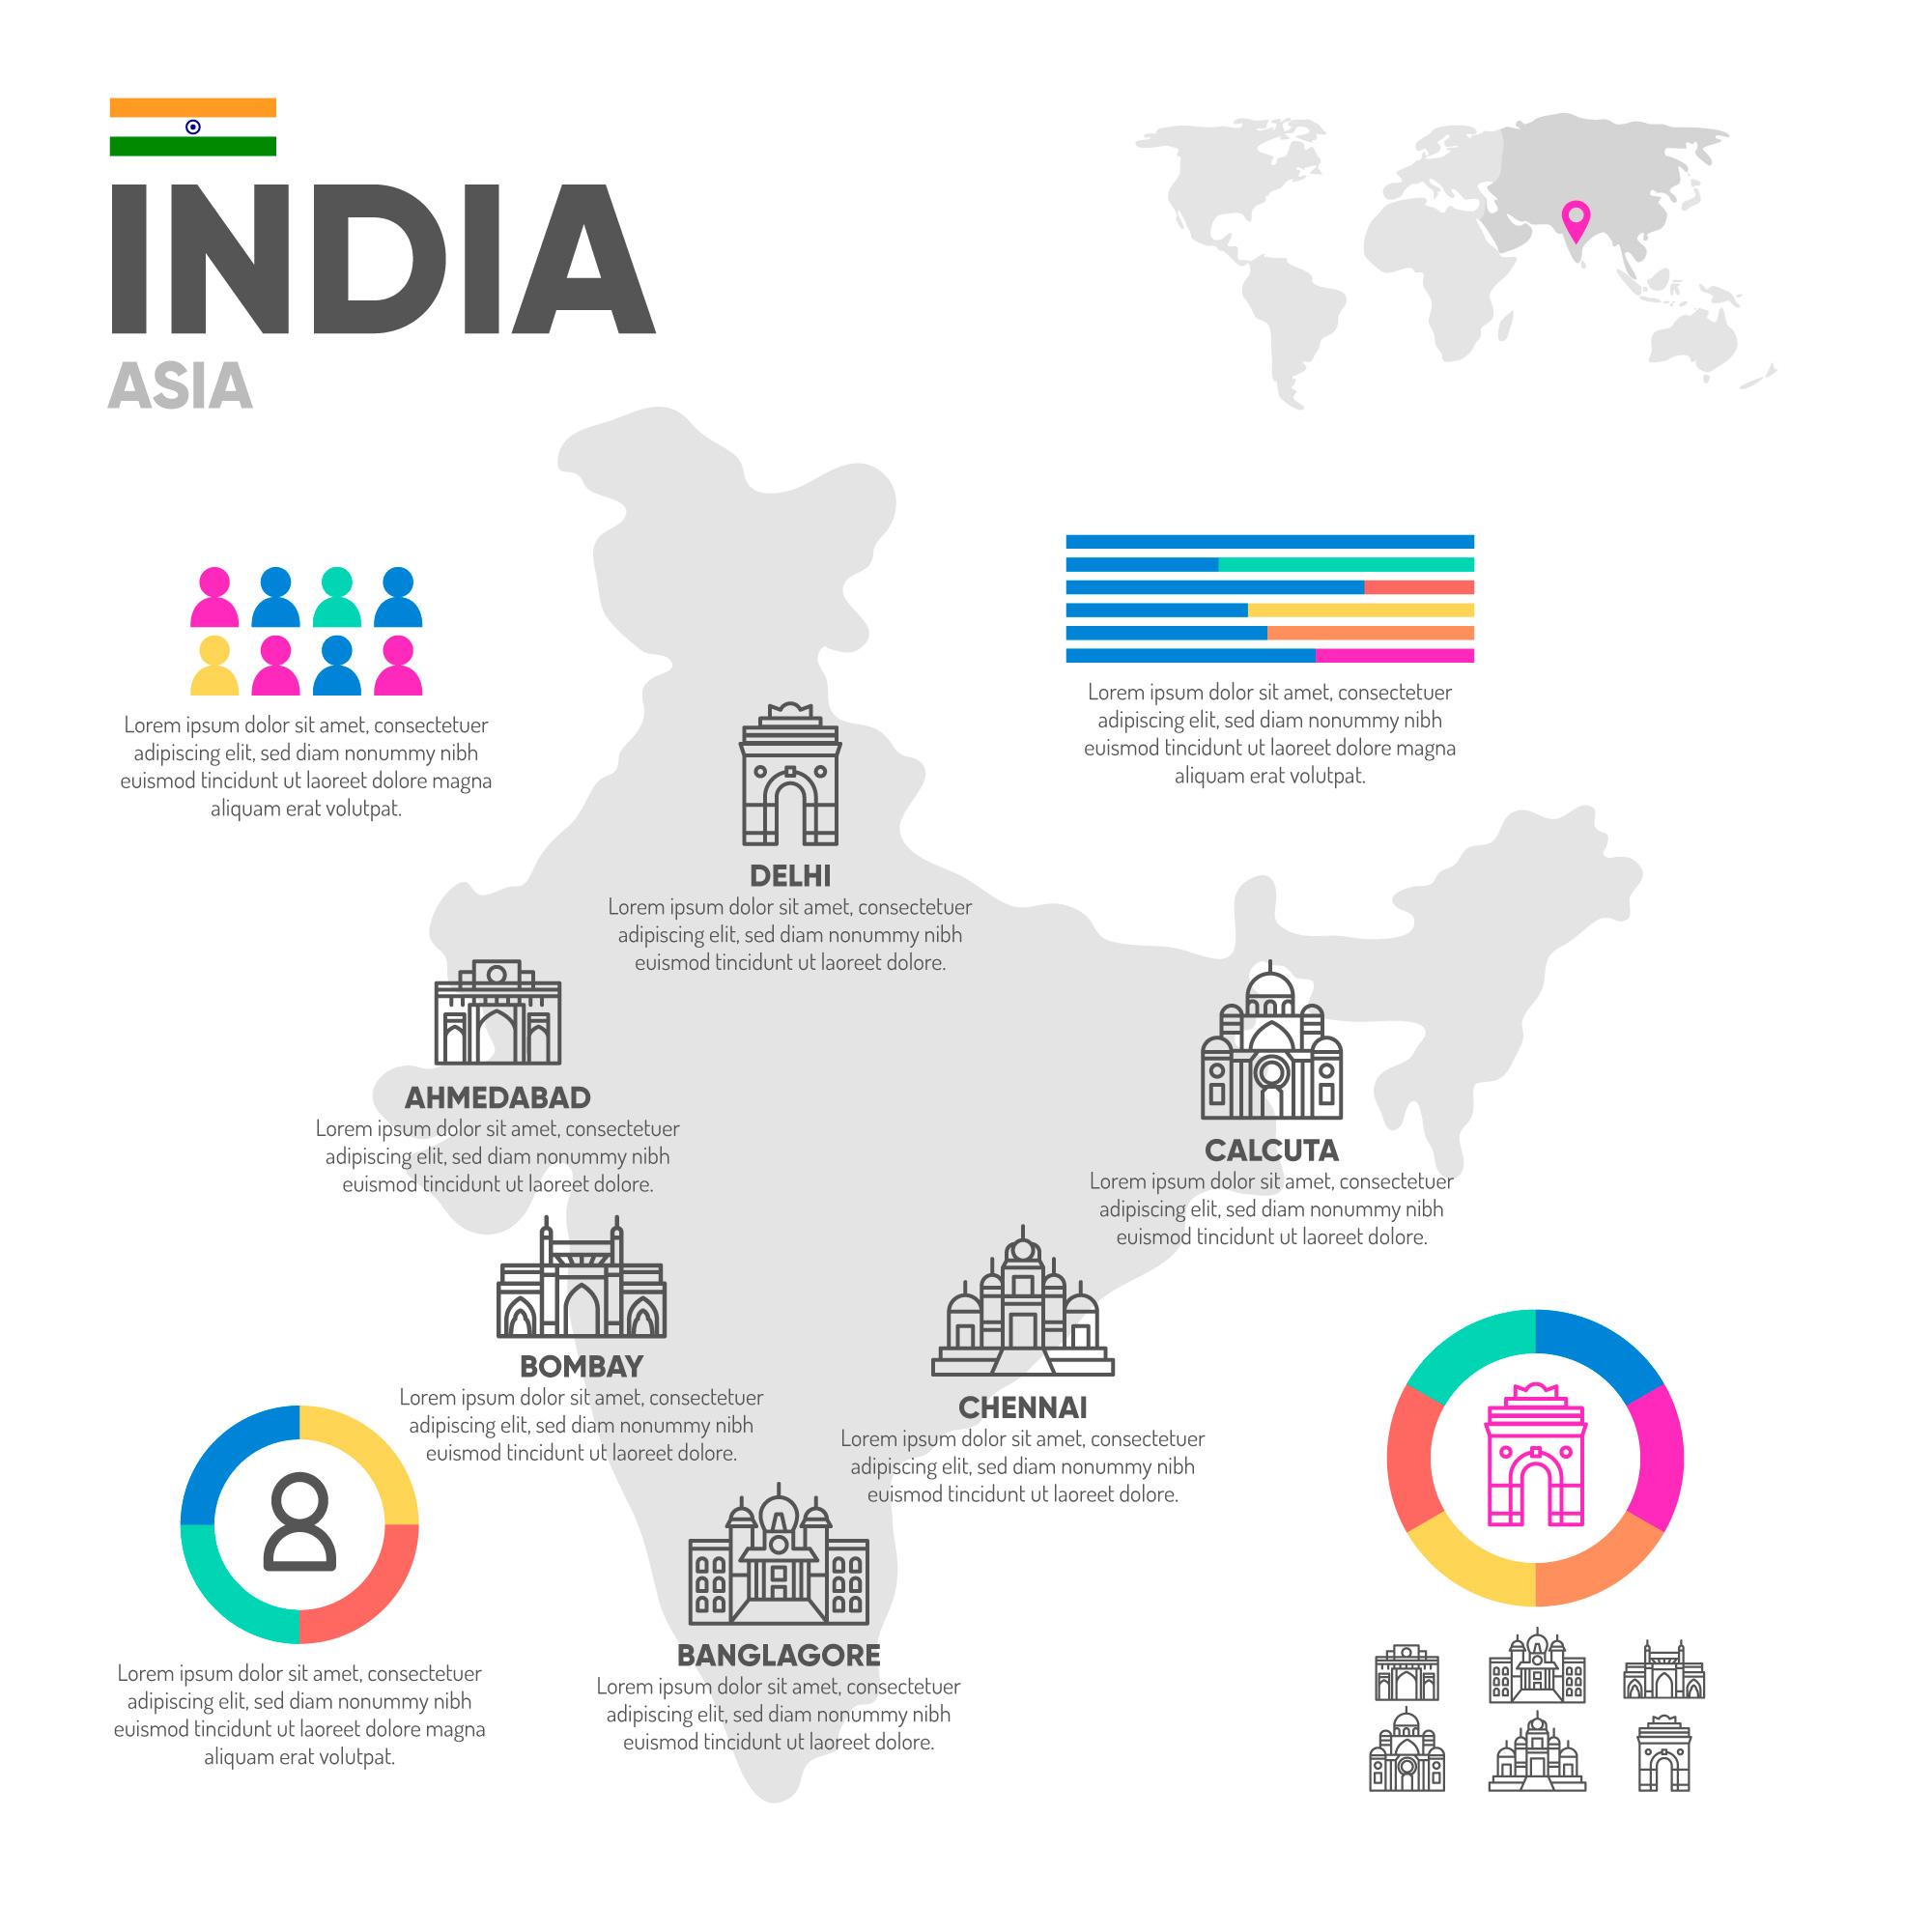 INDIA
ASIA
Lorem ipsum dolor sit amet, consectetuer
adipiscing elit, sed diam nonummy nibh
euismod tincidunt ut laoreet dolore magna
aliquam erat volutpat.
Lorem ipsum dolor sit amet, consectetuer
adipiscing elit, sed diam nonummy nibh
euismod tincidunt ut laoreet dolore magna
aliquam erat volutpat.
DELHI
Lorem ipsum dolor sit amet, consectetuer
adipiscing elit, sed diam nonummy nibh
euismod tincidunt ut laoreet dolore.
AHMEDABAD
Lorem ipsum dolor sit amet, consectetuer
adipiscing elit, sed diam nonummy nibh
euismod tincidunt ut laoreet dolore.
CALCUTA
Lorem ipsum dolor sit amet, consectetuer
adipiscing elit, sed diam nonummy nibh
euismod tincidunt ut laoreet dolore.
BOMBAY
Lorem ipsum dolor sit amet, consectetuer
adipiscing elit, sed diam nonummy nibh
euismod tincidunt ut laoreet dolore.
CHENNAI
Lorem ipsum dolor sit amet, consectetuer
adipiscing elit, sed diam nonummy nibh
euismod tincidunt ut laoreet dolore.
BANGLAGORE
Lorem ipsum dolor sit amet, consectetuer
adipiscing elit, sed diam nonummy nibh
euismod tincidunt ut laoreet dolore.
Lorem ipsum dolor sit amet, consectetuer
adipiscing elit, sed diam nonummy nibh
euismod tincidunt ut laoreet dolore magna
aliquam erat volutpat.